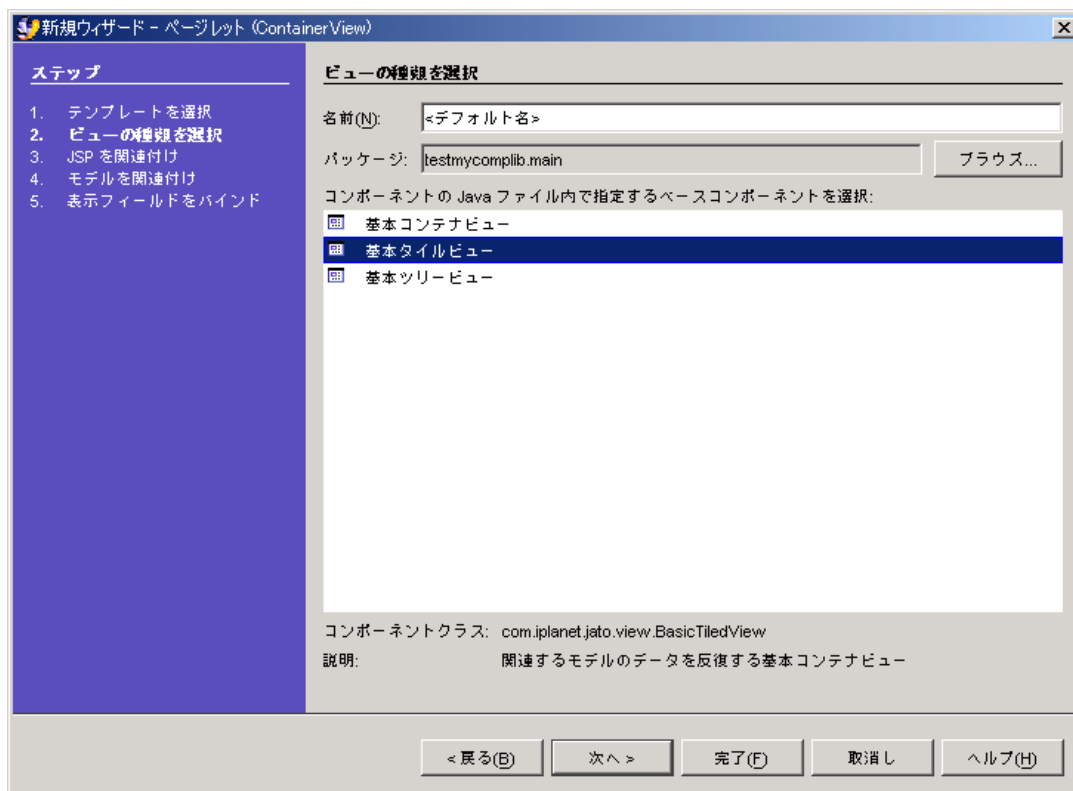 新規ウィザード - ページレット (ContainerView)
ステップ
1. テンプレートを選択
2. ビューの種類を選択
3. JSP を関連付け
4. モデルを関連付け
5. 表示フィールドをバインド
ビューの種類を選択
名前(N): <デフォルト名>
パッケージ: testmycomplib.main ブラウズ...
コンポーネントの Java ファイル内で指定するベースコンポーネントを選択:
基本コンテナビュー
基本タイルビュー
基本ツリービュー
コンポーネントクラス: com.iplanet.jato.view.BasicTiledView
説明: 関連するモデルのデータを反復する基本コンテナビュー
< 戻る(B) 次へ > 完了(F) 取消し ヘルプ(H)